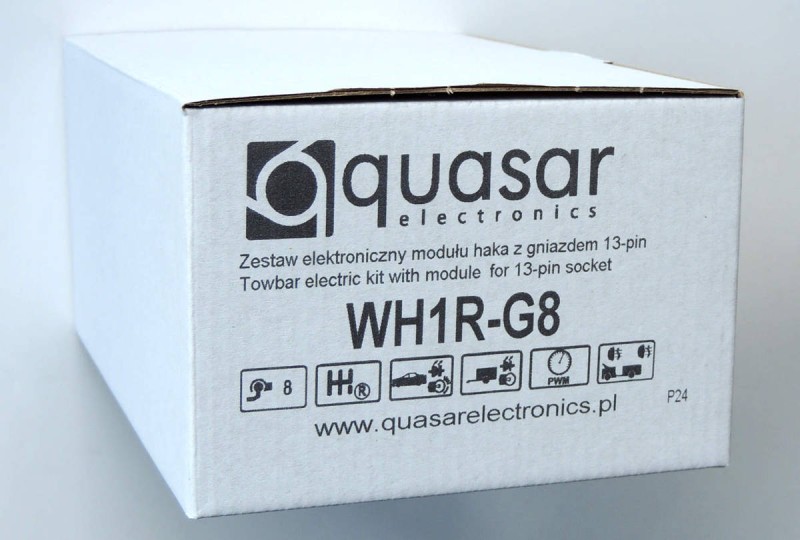 quasar
electronics
Zestaw elektroniczny modułu haka z gniazdem 13-pin
Towbar electric kit with module for 13-pin socket
WH1R-G8
8
R
PWM
www.quasarelectronics.pl
P24